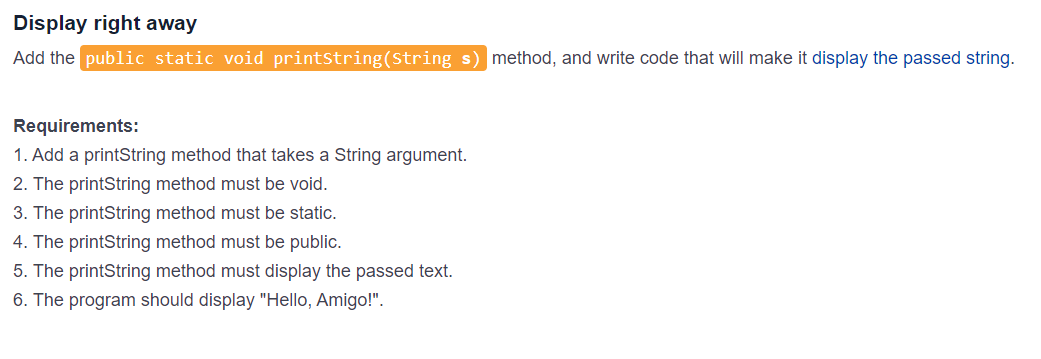 Display right away
Add the public static void printString(String s) method, and write code that will make it display the passed string.
Requirements:
1. Add a printString method that takes a String argument.
2. The printString method must be void.
3. The printString method must be static.
4. The printString method must be public.
5. The printString method must display the passed text.
6. The program should display "Hello, Amigo!".